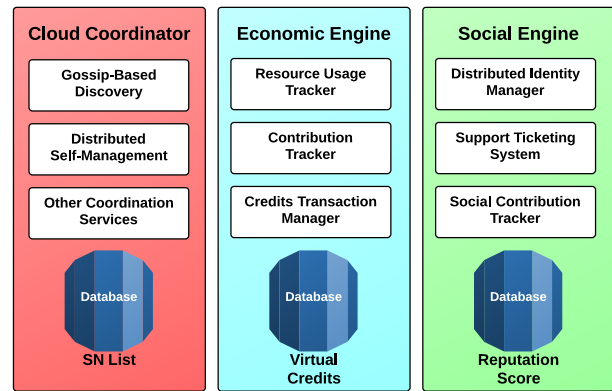 Cloud Coordinator
Gossip-Based
Discovery
Distributed
Self-Management
Other Coordination
Services
Database
SN List
Economic Engine
Resource Usage
Tracker
Contribution
Tracker
Credits Transaction
Manager
Database
Virtual
Credits
Social Engine
Distributed Identity
Manager
Support Ticketing
System
Social Contribution
Tracker
Database
Reputation
Score